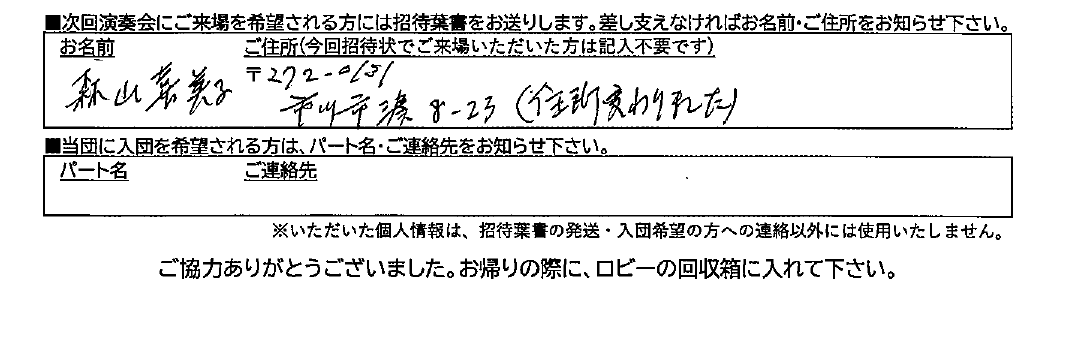 ■次回演奏会にご来場を希望される方には招待葉書をお送りします。差し支えなければお名前・ご住所をお知らせ下さい。
お名前 ご住所(今回招待状でご来場いただいた方は記入不要です)
森山喜美子 〒272-0131
市川市湊 8-23 (住所変わりました)
■当団に入団を希望される方は、パート名・ご連絡先をお知らせ下さい。
パート名 ご連絡先
※いただいた個人情報は、招待葉書の発送・入団希望の方への連絡以外には使用いたしません。
ご協力ありがとうございました。お帰りの際に、ロビーの回収箱に入れて下さい。